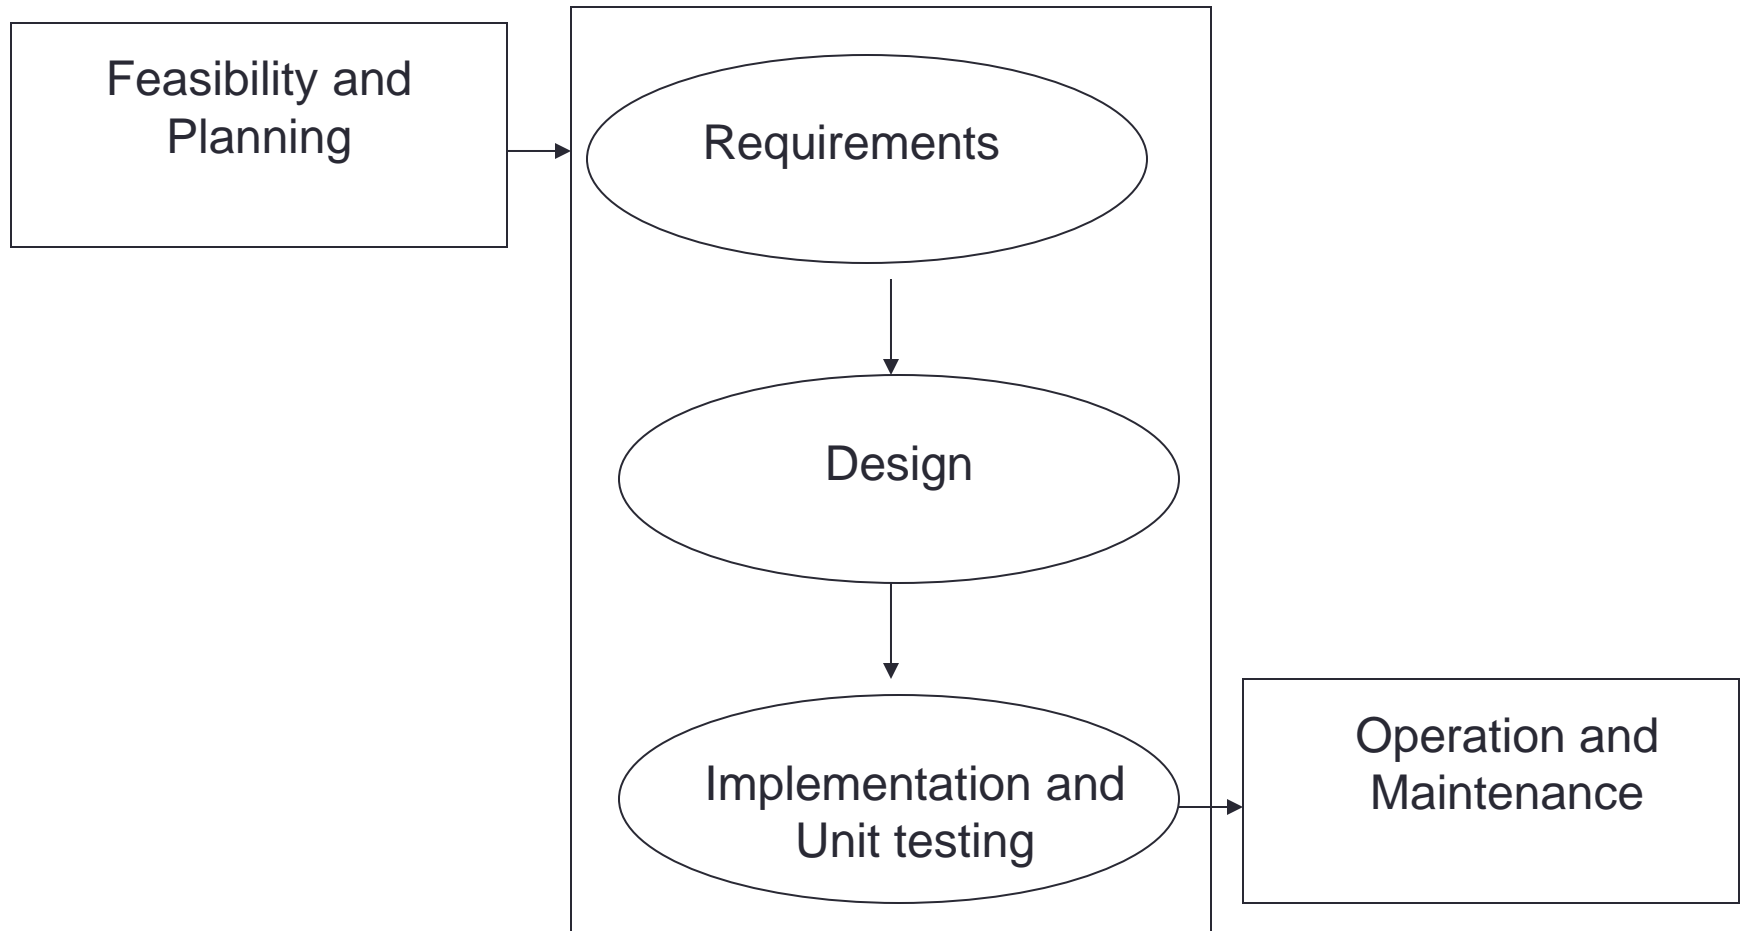 Feasibility and
Planning
Requirements
Design
Implementation and
Unit testing
Operation and
Maintenance